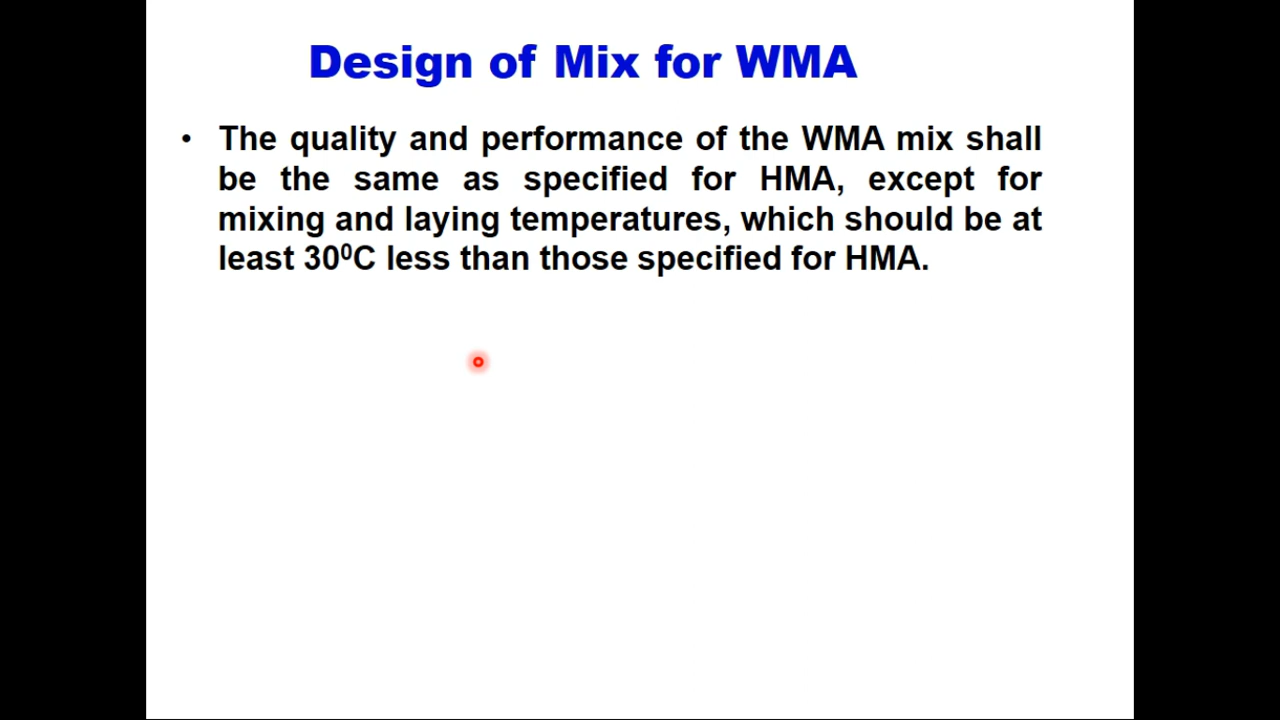 Design of Mix for WMA
• The quality and performance of the WMA mix shall
be the same as specified for HMA, except for
mixing and laying temperatures, which should be at
least 30⁰C less than those specified for HMA.